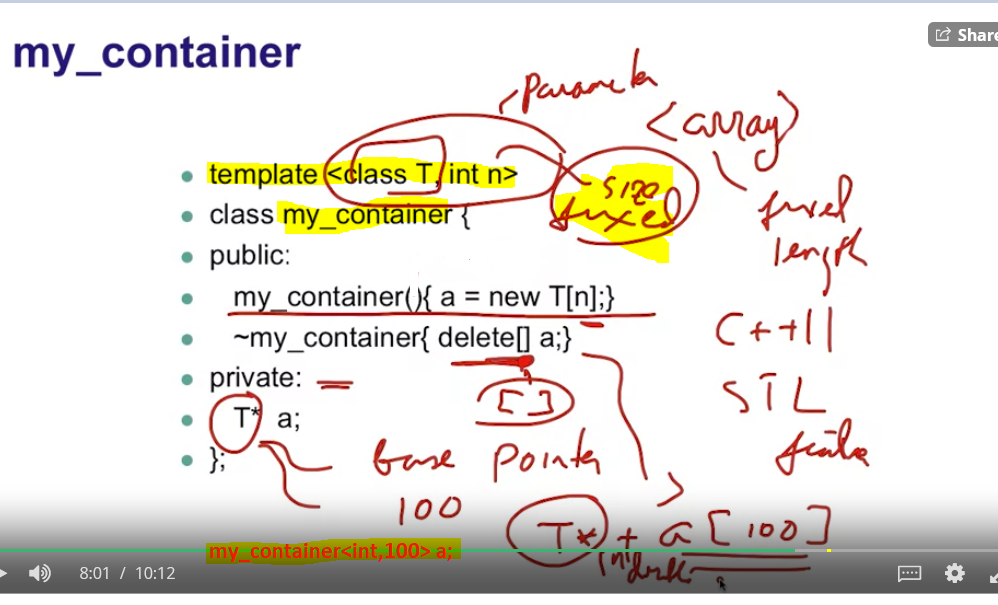 Share
my_container
Parameter
<array>
template <class T, int n>
size
fixed
class my_container {
fixed
length
public:
my_container(){ a = new T[n];}
C++11
~my_container{ delete[] a;}
private:
[ ]
STL
T* a;
};
base pointer
100
T* + a [100]
index
my_container<int,100> a;
8:01 / 10:12